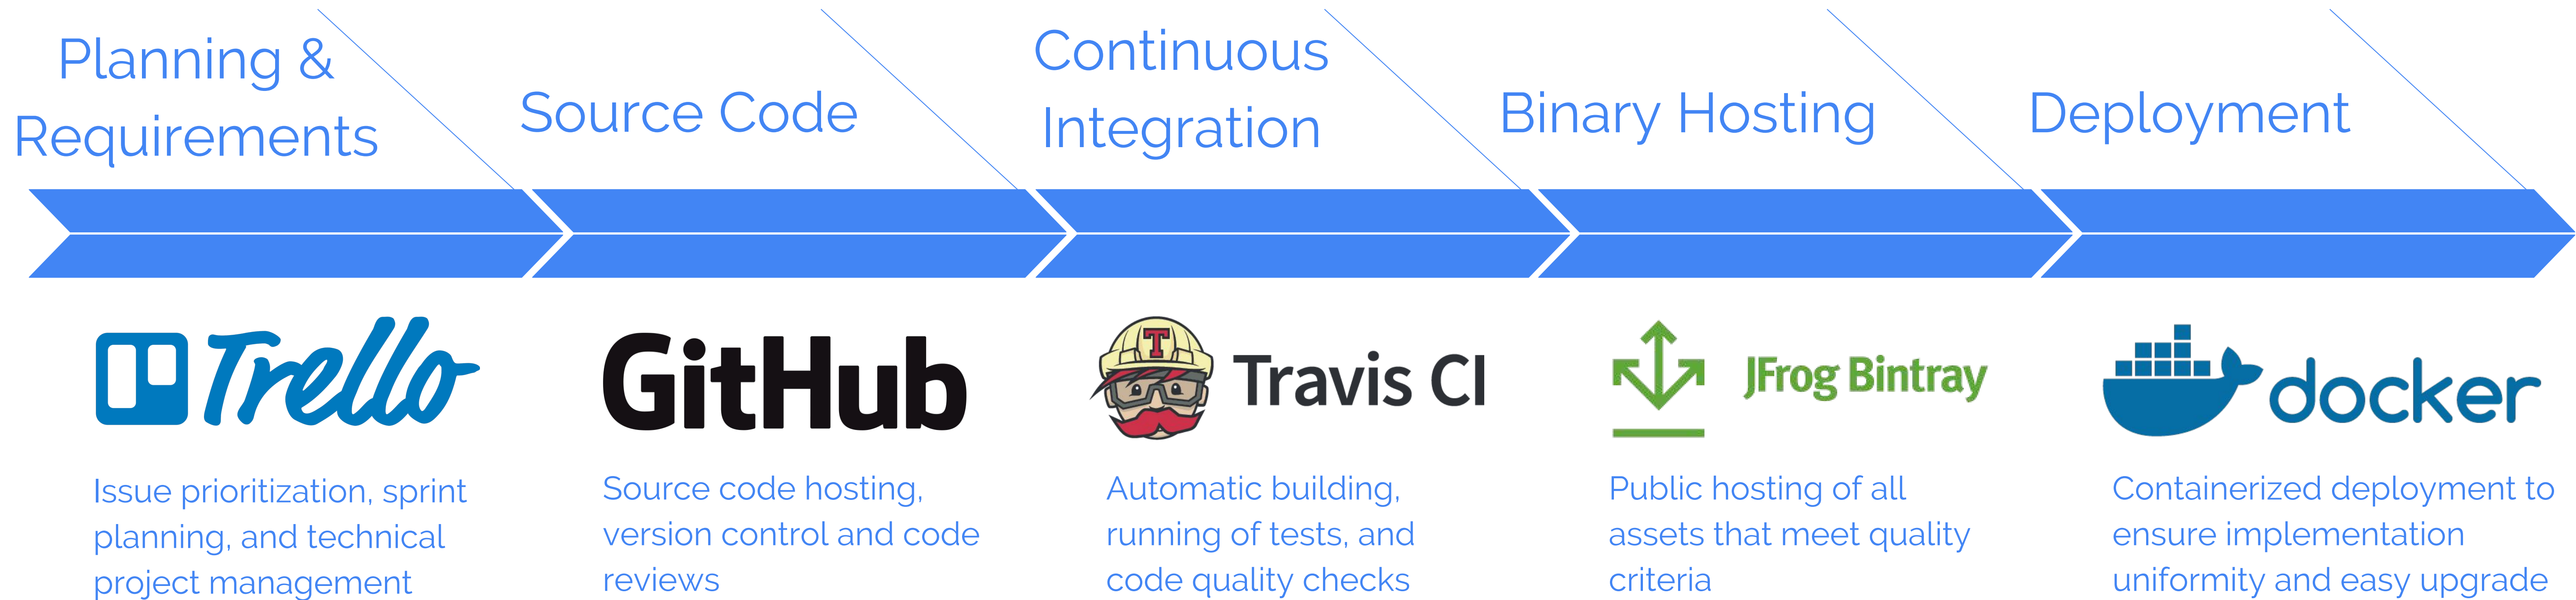 Planning &
Requirements
Source Code
Continuous
Integration
Binary Hosting
Deployment
Trello
GitHub
T
Travis CI
JFrog Bintray
docker
Issue prioritization, sprint
planning, and technical
project management
Source code hosting,
version control and code
reviews
Automatic building,
running of tests, and
code quality checks
Public hosting of all
assets that meet quality
criteria
Containerized deployment to
ensure implementation
uniformity and easy upgrade